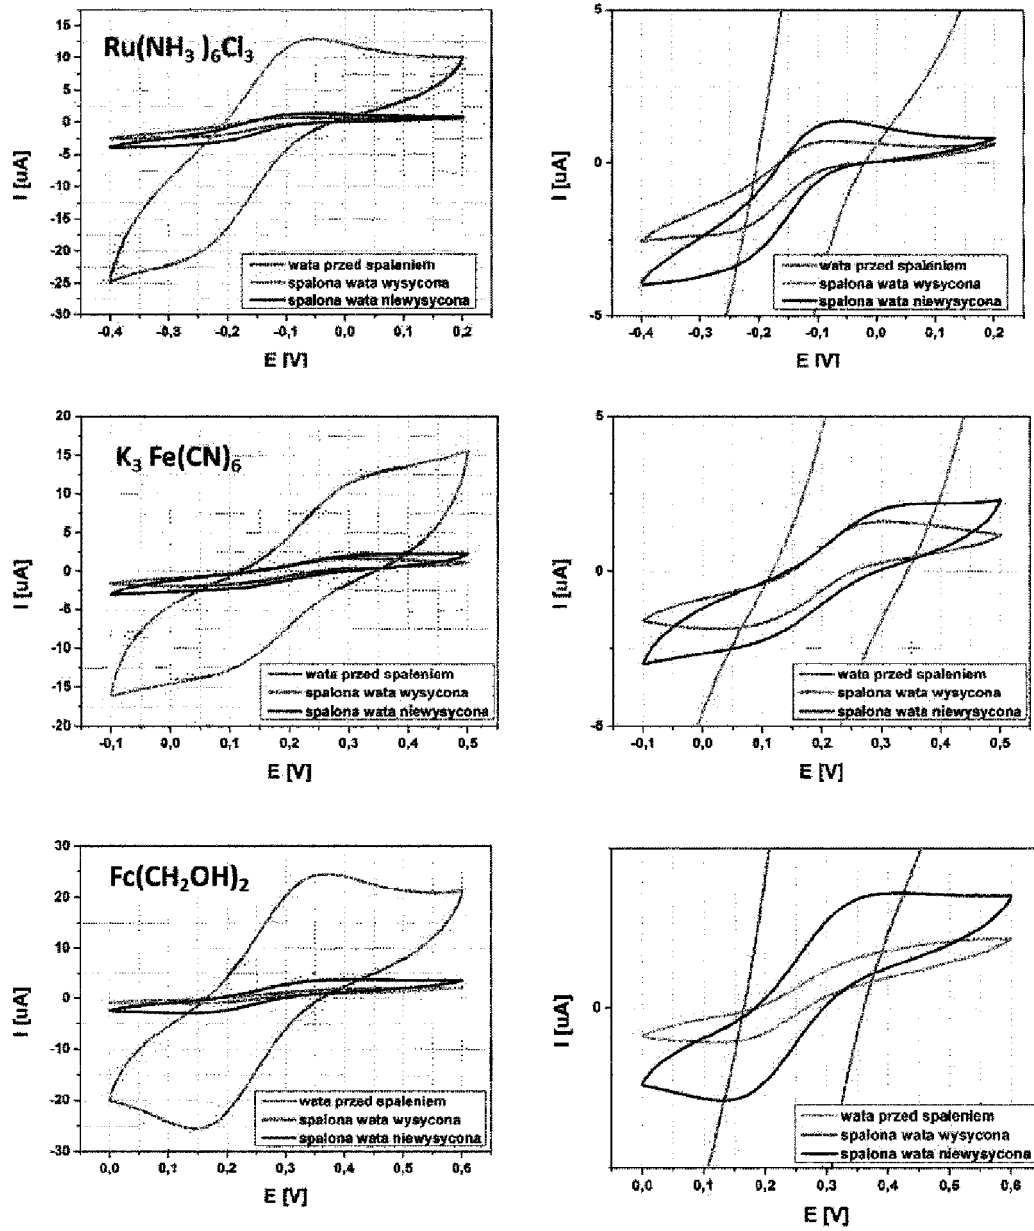 Ru(NH3 )6Cl3
I [uA]
17,5
15
10
5
0
-5
-10
-15
-20
-25
-30
-0,4 -0,3 -0,2 -0,1 0,0 0,1 0,2
E [V]
wata przed spaleniem
spalona wata wysycona
spalona wata niewysycona
I [uA]
5
0
-5
-0,4 -0,3 -0,2 -0,1 0,0 0,1 0,2
E [V]
wata przed spaleniem
spalona wata wysycona
spalona wata niewysycona
K3 Fe(CN)6
I [uA]
20
15
10
5
0
-5
-10
-15
-20
-0,1 0,0 0,1 0,2 0,3 0,4 0,5
E [V]
wata przed spaleniem
spalona wata wysycona
spalona wata niewysycona
I [uA]
5
0
-5
-0,1 0,0 0,1 0,2 0,3 0,4 0,5
E [V]
wata przed spaleniem
spalona wata wysycona
spalona wata niewysycona
Fc(CH2OH)2
I [uA]
30
20
10
0
-10
-20
-30
0,0 0,1 0,2 0,3 0,4 0,5 0,6
E [V]
wata przed spaleniem
spalona wata wysycona
spalona wata niewysycona
I [uA]
0
0,0 0,1 0,2 0,3 0,4 0,5 0,6
E [V]
wata przed spaleniem
spalona wata wysycona
spalona wata niewysycona